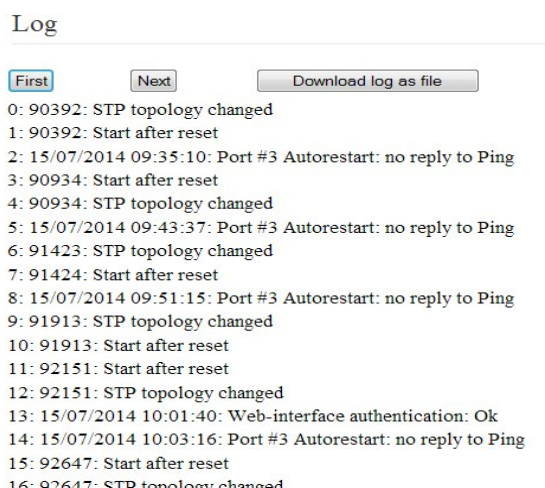 Log
First Next Download log as file
0: 90392: STP topology changed
1: 90392: Start after reset
2: 15/07/2014 09:35:10: Port #3 Autorestart: no reply to Ping
3: 90934: Start after reset
4: 90934: STP topology changed
5: 15/07/2014 09:43:37: Port #3 Autorestart: no reply to Ping
6: 91423: STP topology changed
7: 91424: Start after reset
8: 15/07/2014 09:51:15: Port #3 Autorestart: no reply to Ping
9: 91913: STP topology changed
10: 91913: Start after reset
11: 92151: Start after reset
12: 92151: STP topology changed
13: 15/07/2014 10:01:40: Web-interface authentication: Ok
14: 15/07/2014 10:03:16: Port #3 Autorestart: no reply to Ping
15: 92647: Start after reset
16: 92647: STP topology changed